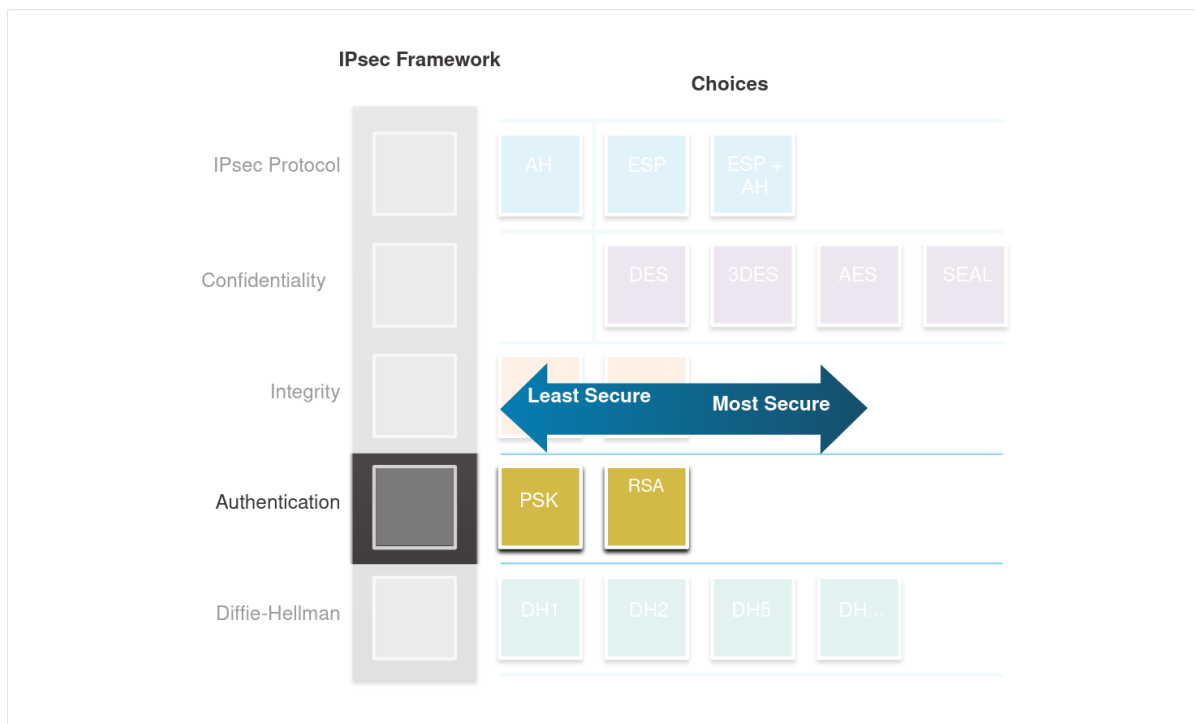 IPsec Framework
Choices
IPsec Protocol
AH
ESP
ESP +
AH
Confidentiality
DES
3DES
AES
SEAL
Integrity
Least Secure
Most Secure
Authentication
PSK
RSA
Diffie-Hellman
DH1
DH2
DH5
DH...